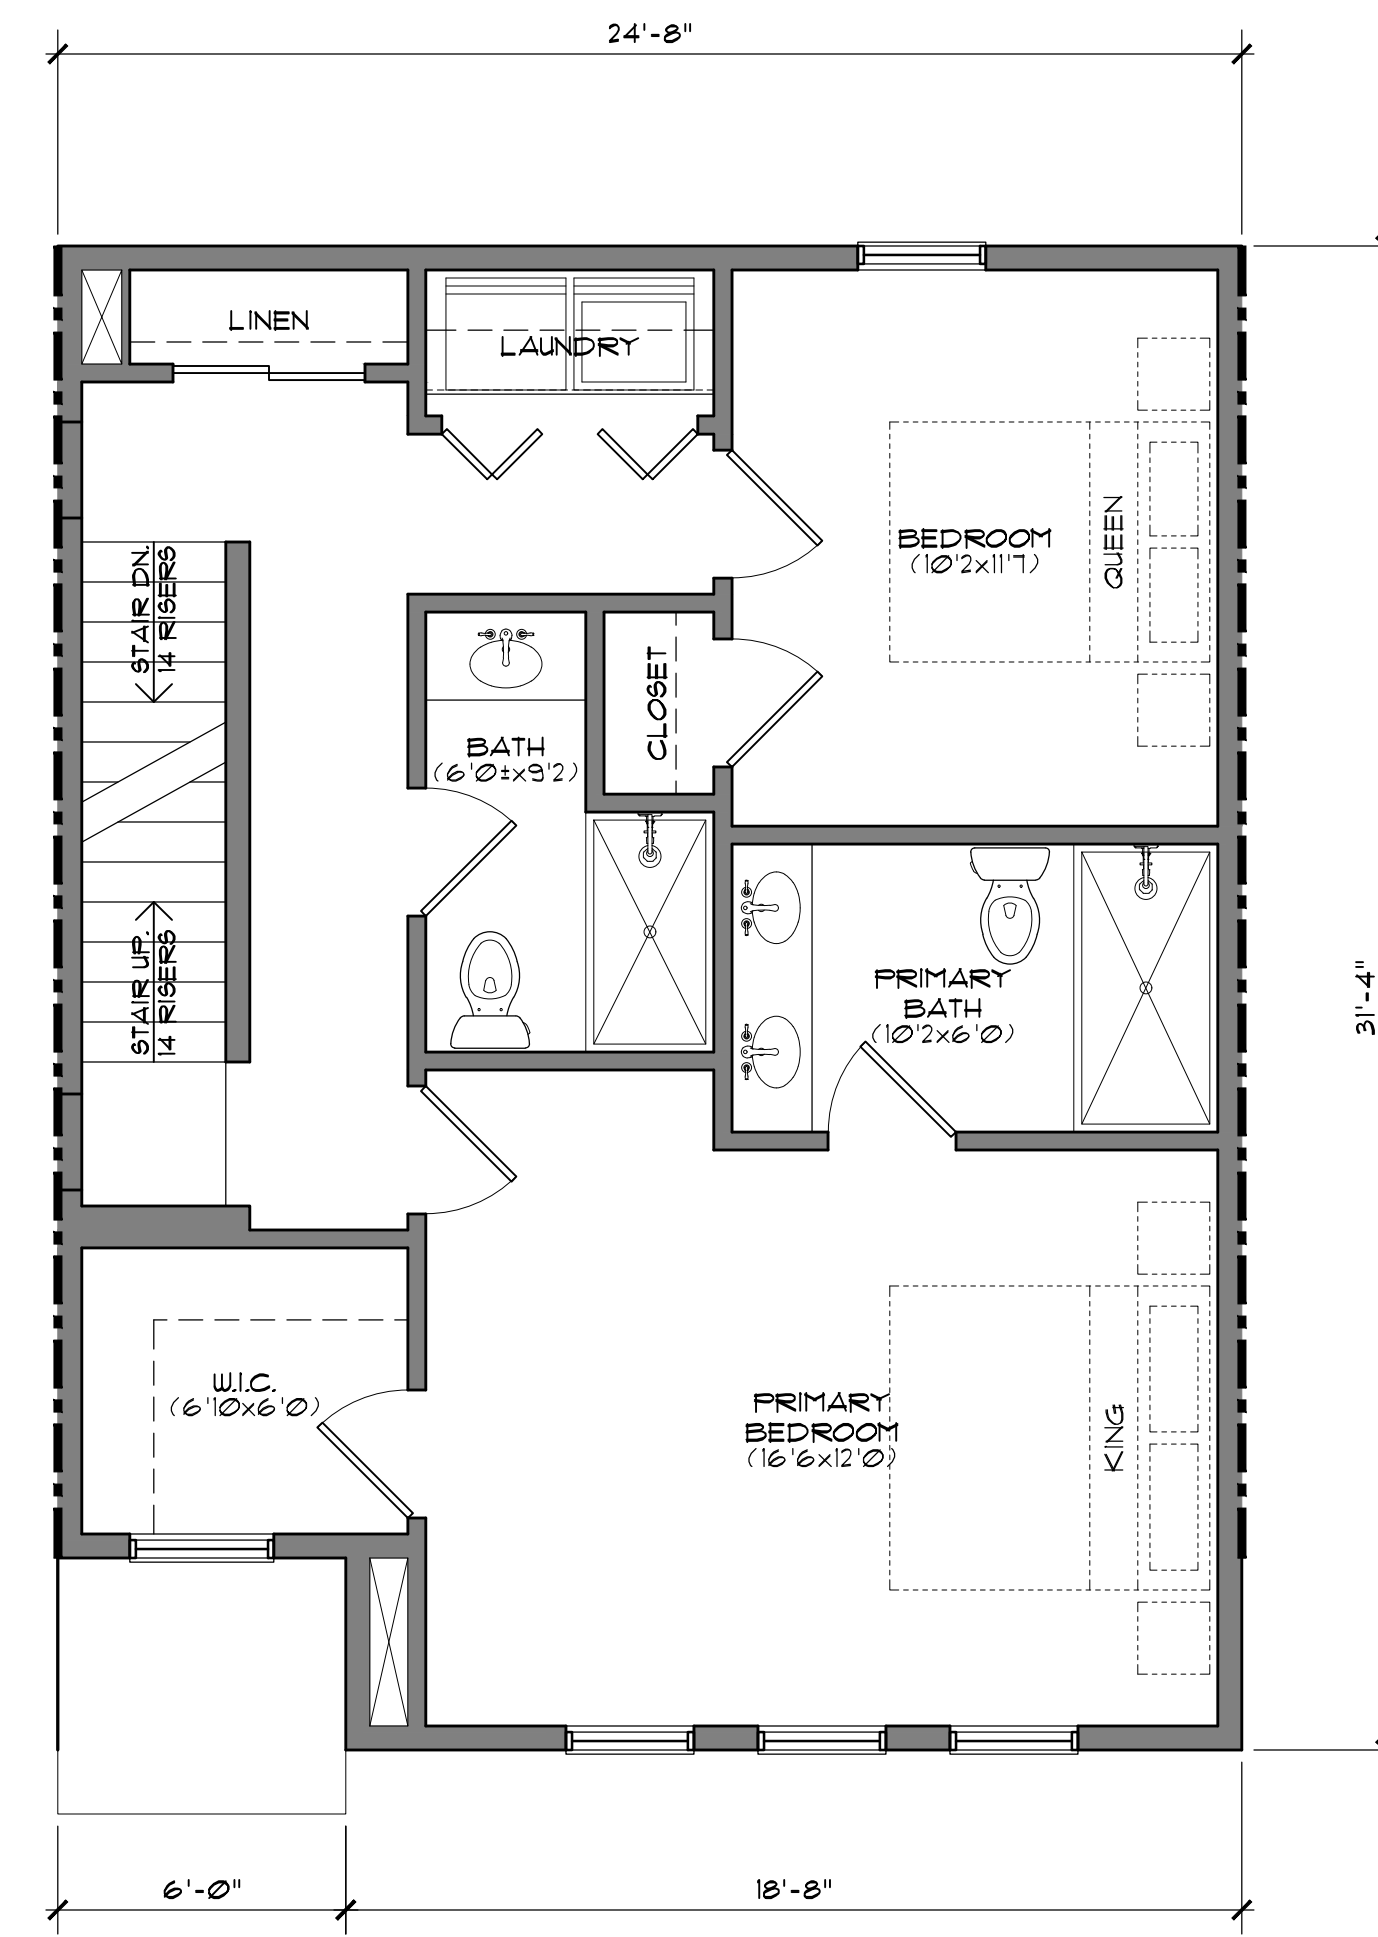 24'-8"
LINEN
LAUNDRY
BEDROOM
(10'2x11'7)
QUEEN
STAIR DN.
14 RISERS
CLOSET
BATH
(6'0±x9'2)
STAIR UP.
14 RISERS
PRIMARY
BATH
(10'2x6'0)
31'-4"
W.I.C.
(6'10x6'0)
PRIMARY
BEDROOM
(16'6x12'0)
KING
6'-0"
18'-8"